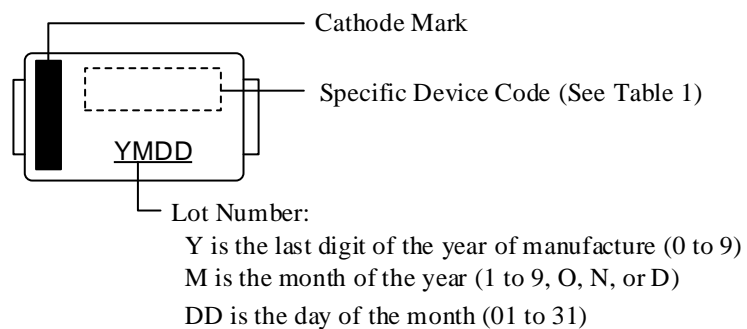 Cathode Mark
Specific Device Code (See Table 1)
YMDD
Lot Number:
Y is the last digit of the year of manufacture (0 to 9)
M is the month of the year (1 to 9, O, N, or D)
DD is the day of the month (01 to 31)